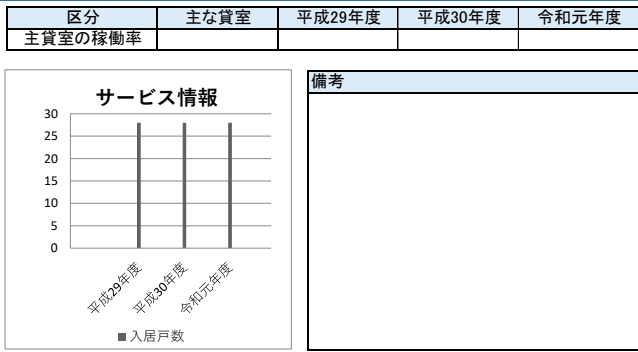 区分 主な貸室 平成29年度 平成30年度 令和元年度
主貸室の稼働率
サービス情報
30
25
20
15
10
5
0
平成29年度 平成30年度 令和元年度
■入居戸数
備考